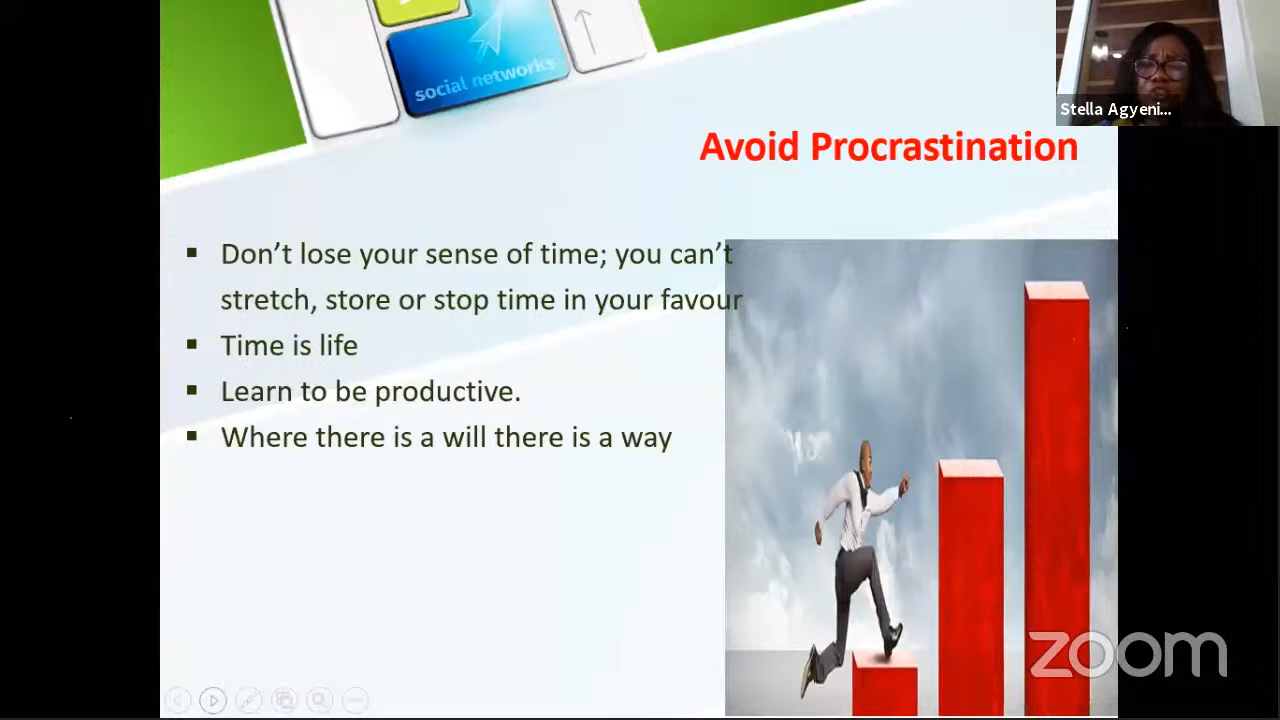 social networks
Stella Agyeni...
Avoid Procrastination
▪ Don’t lose your sense of time; you can’t
stretch, store or stop time in your favour
▪ Time is life
▪ Learn to be productive.
▪ Where there is a will there is a way
zoom